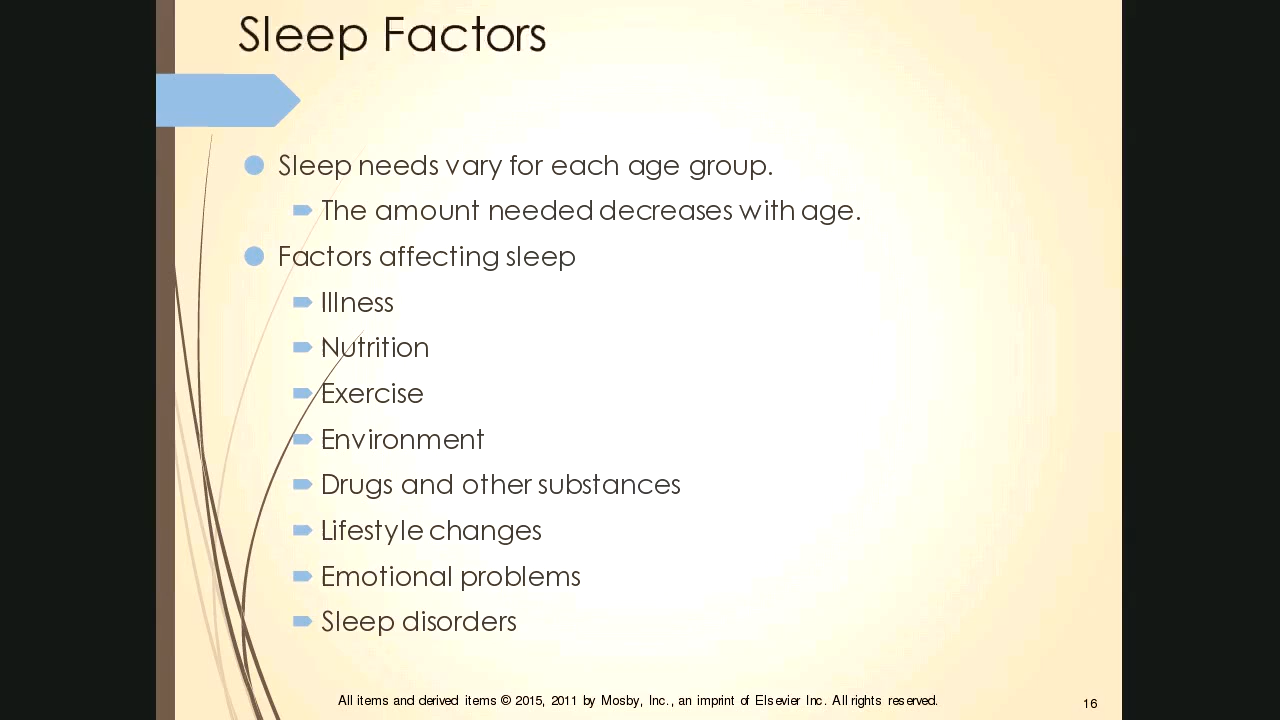 Sleep Factors
Sleep needs vary for each age group.
The amount needed decreases with age.
Factors affecting sleep
Illness
Nutrition
Exercise
Environment
Drugs and other substances
Lifestyle changes
Emotional problems
Sleep disorders
All items and derived items © 2015, 2011 by Mosby, Inc., an imprint of Elsevier Inc. All rights reserved.
16